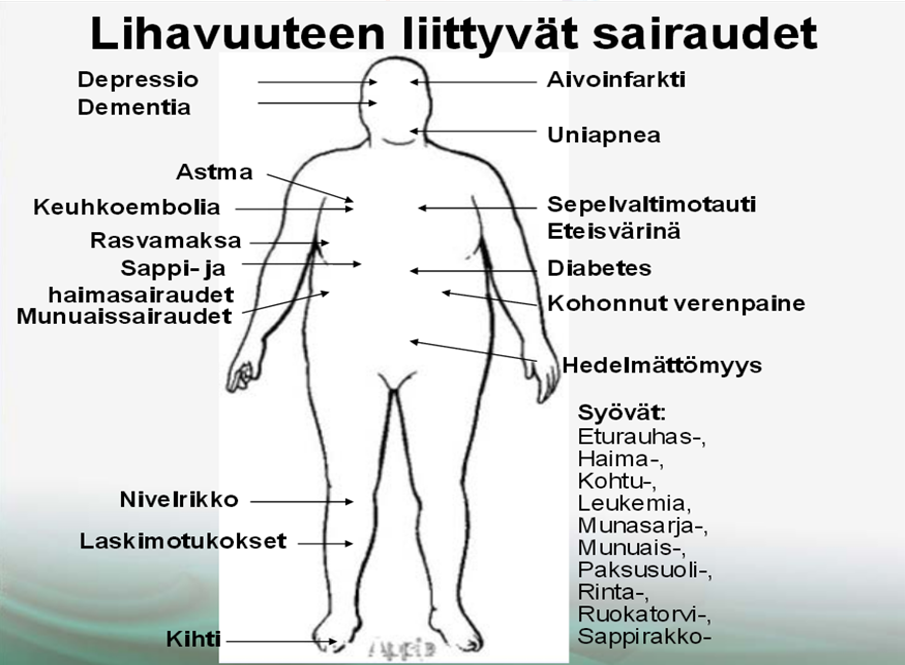 Lihavuuteen liittyvät sairaudet
Depressio
Dementia
Astma
Keuhkoembolia
Rasvamaksa
Sappi- ja
haimasairaudet
Munuaissairaudet
Nivelrikko
Laskimotukokset
Kihti
Aivoinfarkti
Uniapnea
Sepelvaltimotauti
Eteisvärinä
Diabetes
Kohonnut verenpaine
Hedelmättömyys
Syövät:
Eturauhas-,
Haima-,
Kohtu-,
Leukemia,
Munasarja-,
Munuais-,
Paksusuoli-,
Rinta-,
Ruokatorvi-,
Sappirakko-